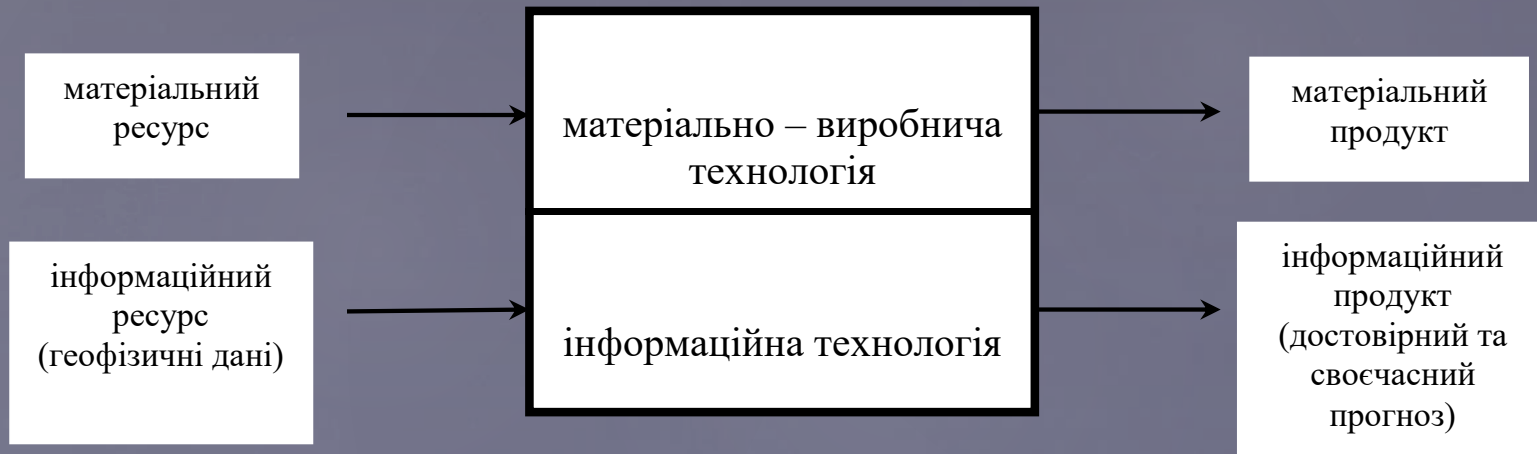 матеріальний
ресурс
матеріально – виробнича
технологія
матеріальний
продукт
інформаційний
ресурс
(геофізичні дані)
інформаційна технологія
інформаційний
продукт
(достовірний та
своєчасний
прогноз)